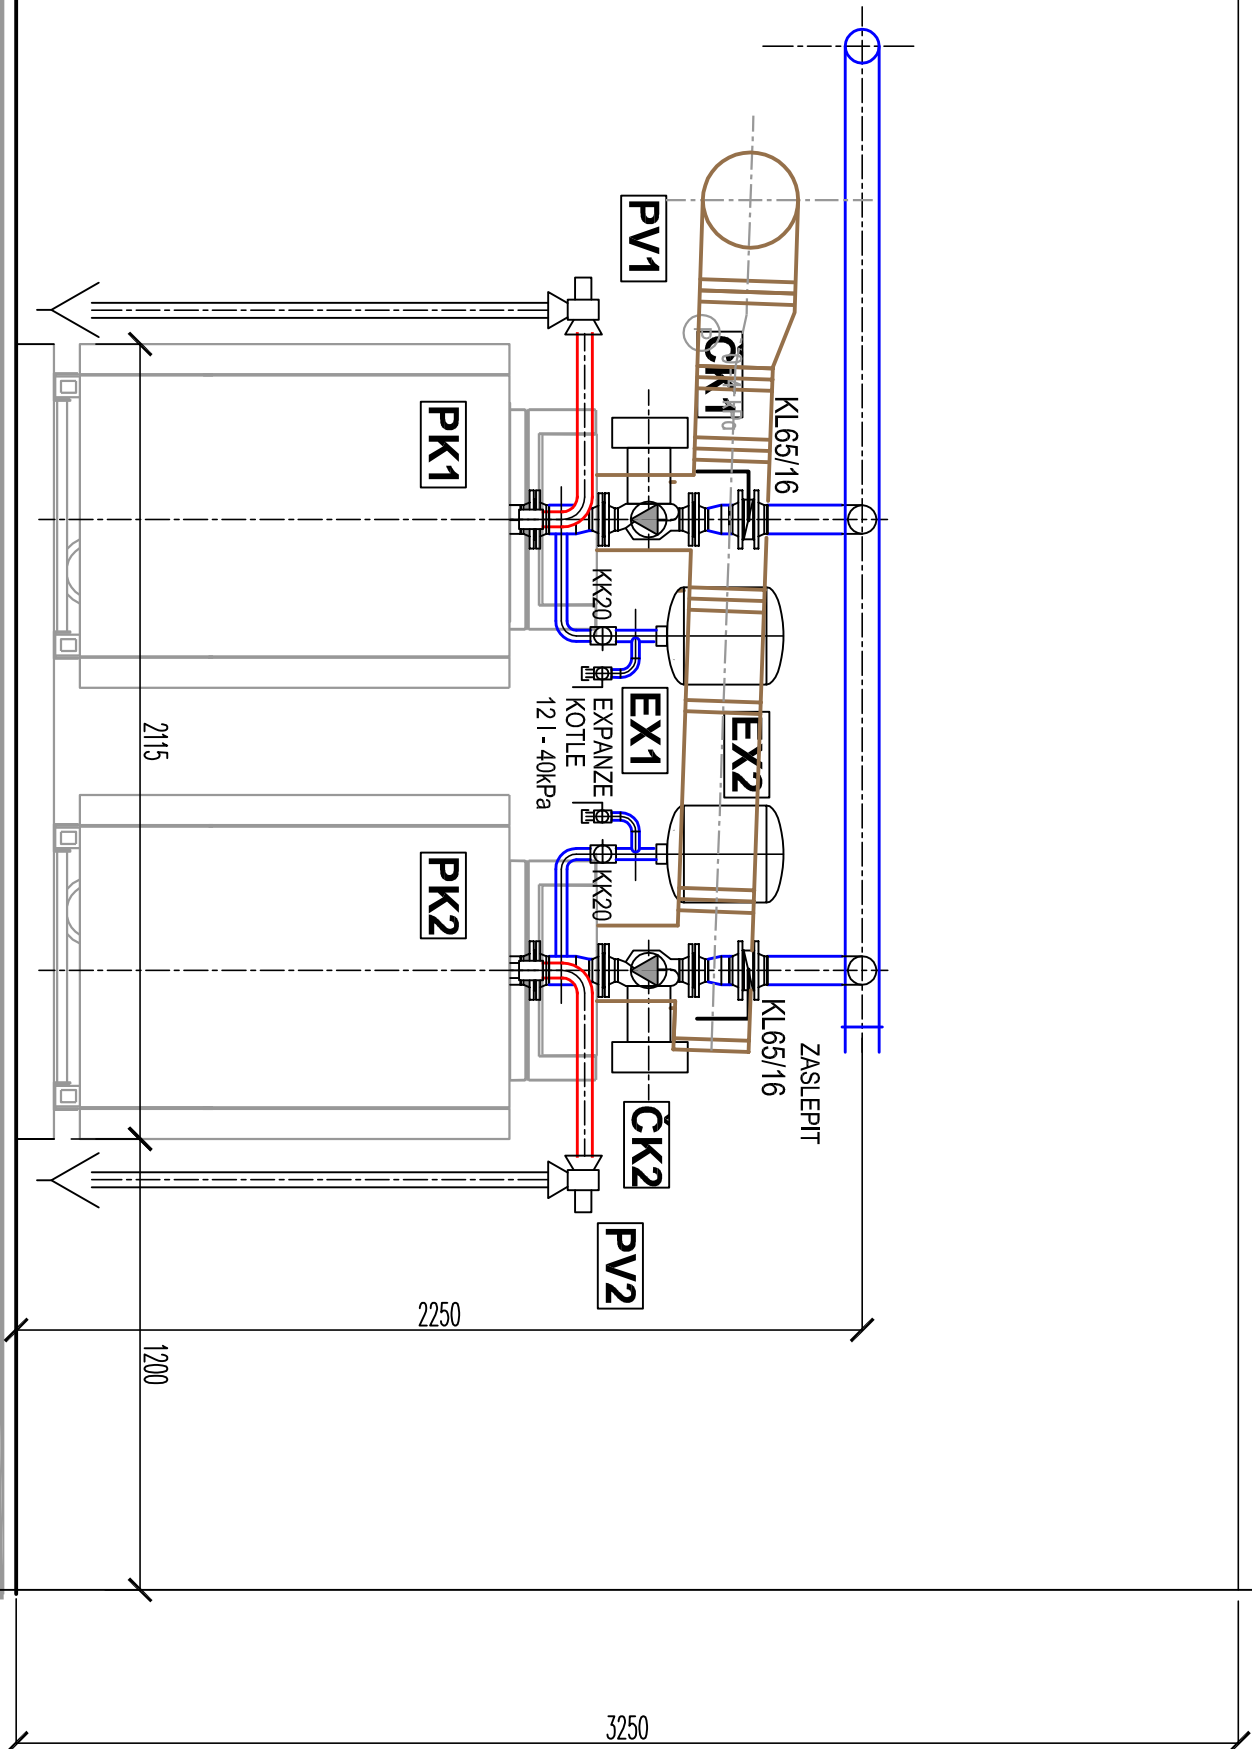 PV1
ČK1
KL65/16
PK1
KK20
EXPANZE
KOTLE
12 l - 40kPa
EX1
EX2
2115
PK2
KK20
KL65/16
ZASLEPIT
ČK2
PV2
2250
1200
3250